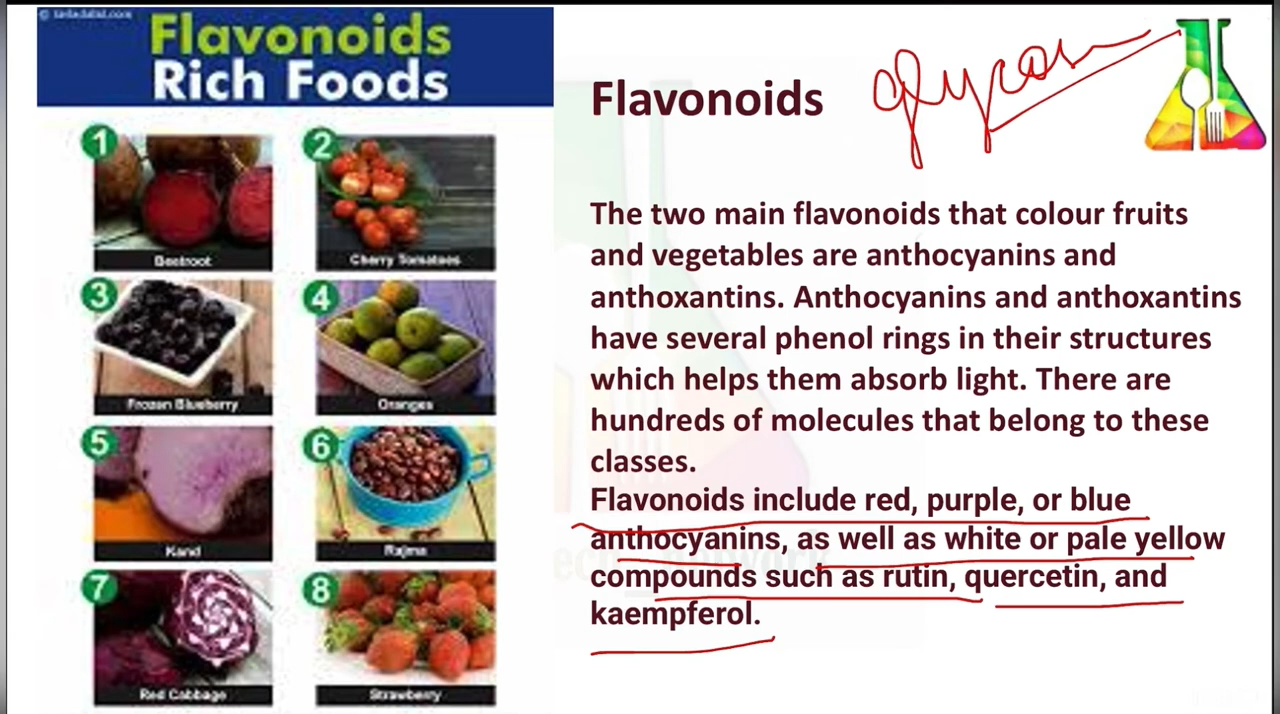 Flavonoids
Rich Foods
1
2
Beetroot
Cherry Tomatoes
3
4
Frozen Blueberry
Oranges
5
6
Kand
Rajma
7
8
Red Cabbage
Strawberry
Flavonoids
The two main flavonoids that colour fruits
and vegetables are anthocyanins and
anthoxantins. Anthocyanins and anthoxantins
have several phenol rings in their structures
which helps them absorb light. There are
hundreds of molecules that belong to these
classes.
Flavonoids include red, purple, or blue
anthocyanins, as well as white or pale yellow
compounds such as rutin, quercetin, and
kaempferol.